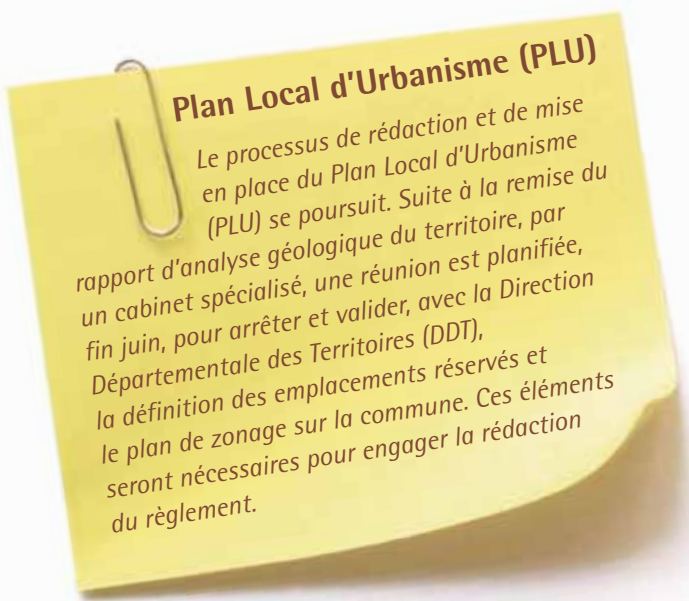 Plan Local d'Urbanisme (PLU)
Le processus de rédaction et de mise
en place du Plan Local d'Urbanisme
(PLU) se poursuit. Suite à la remise du
rapport d'analyse géologique du territoire, par
un cabinet spécialisé, une réunion est planifiée,
fin juin, pour arrêter et valider, avec la Direction
Départementale des Territoires (DDT),
la définition des emplacements réservés et
le plan de zonage sur la commune. Ces éléments
seront nécessaires pour engager la rédaction
du règlement.